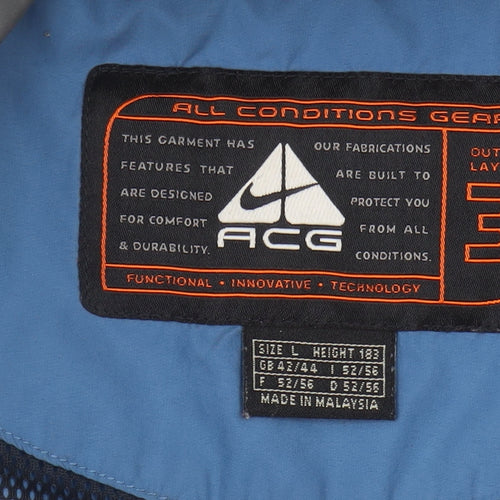 ALL CONDITIONS GEAR
THIS GARMENT HAS
FEATURES THAT
ARE DESIGNED
FOR COMFORT
& DURABILITY.
ACG
OUR FABRICATIONS
ARE BUILT TO
PROTECT YOU
FROM ALL
CONDITIONS.
FUNCTIONAL • INNOVATIVE • TECHNOLOGY
OUT
LAY
SIZE L HEIGHT 183
GB 42/44 I 52/56
F 52/56 D 52/56
MADE IN MALAYSIA